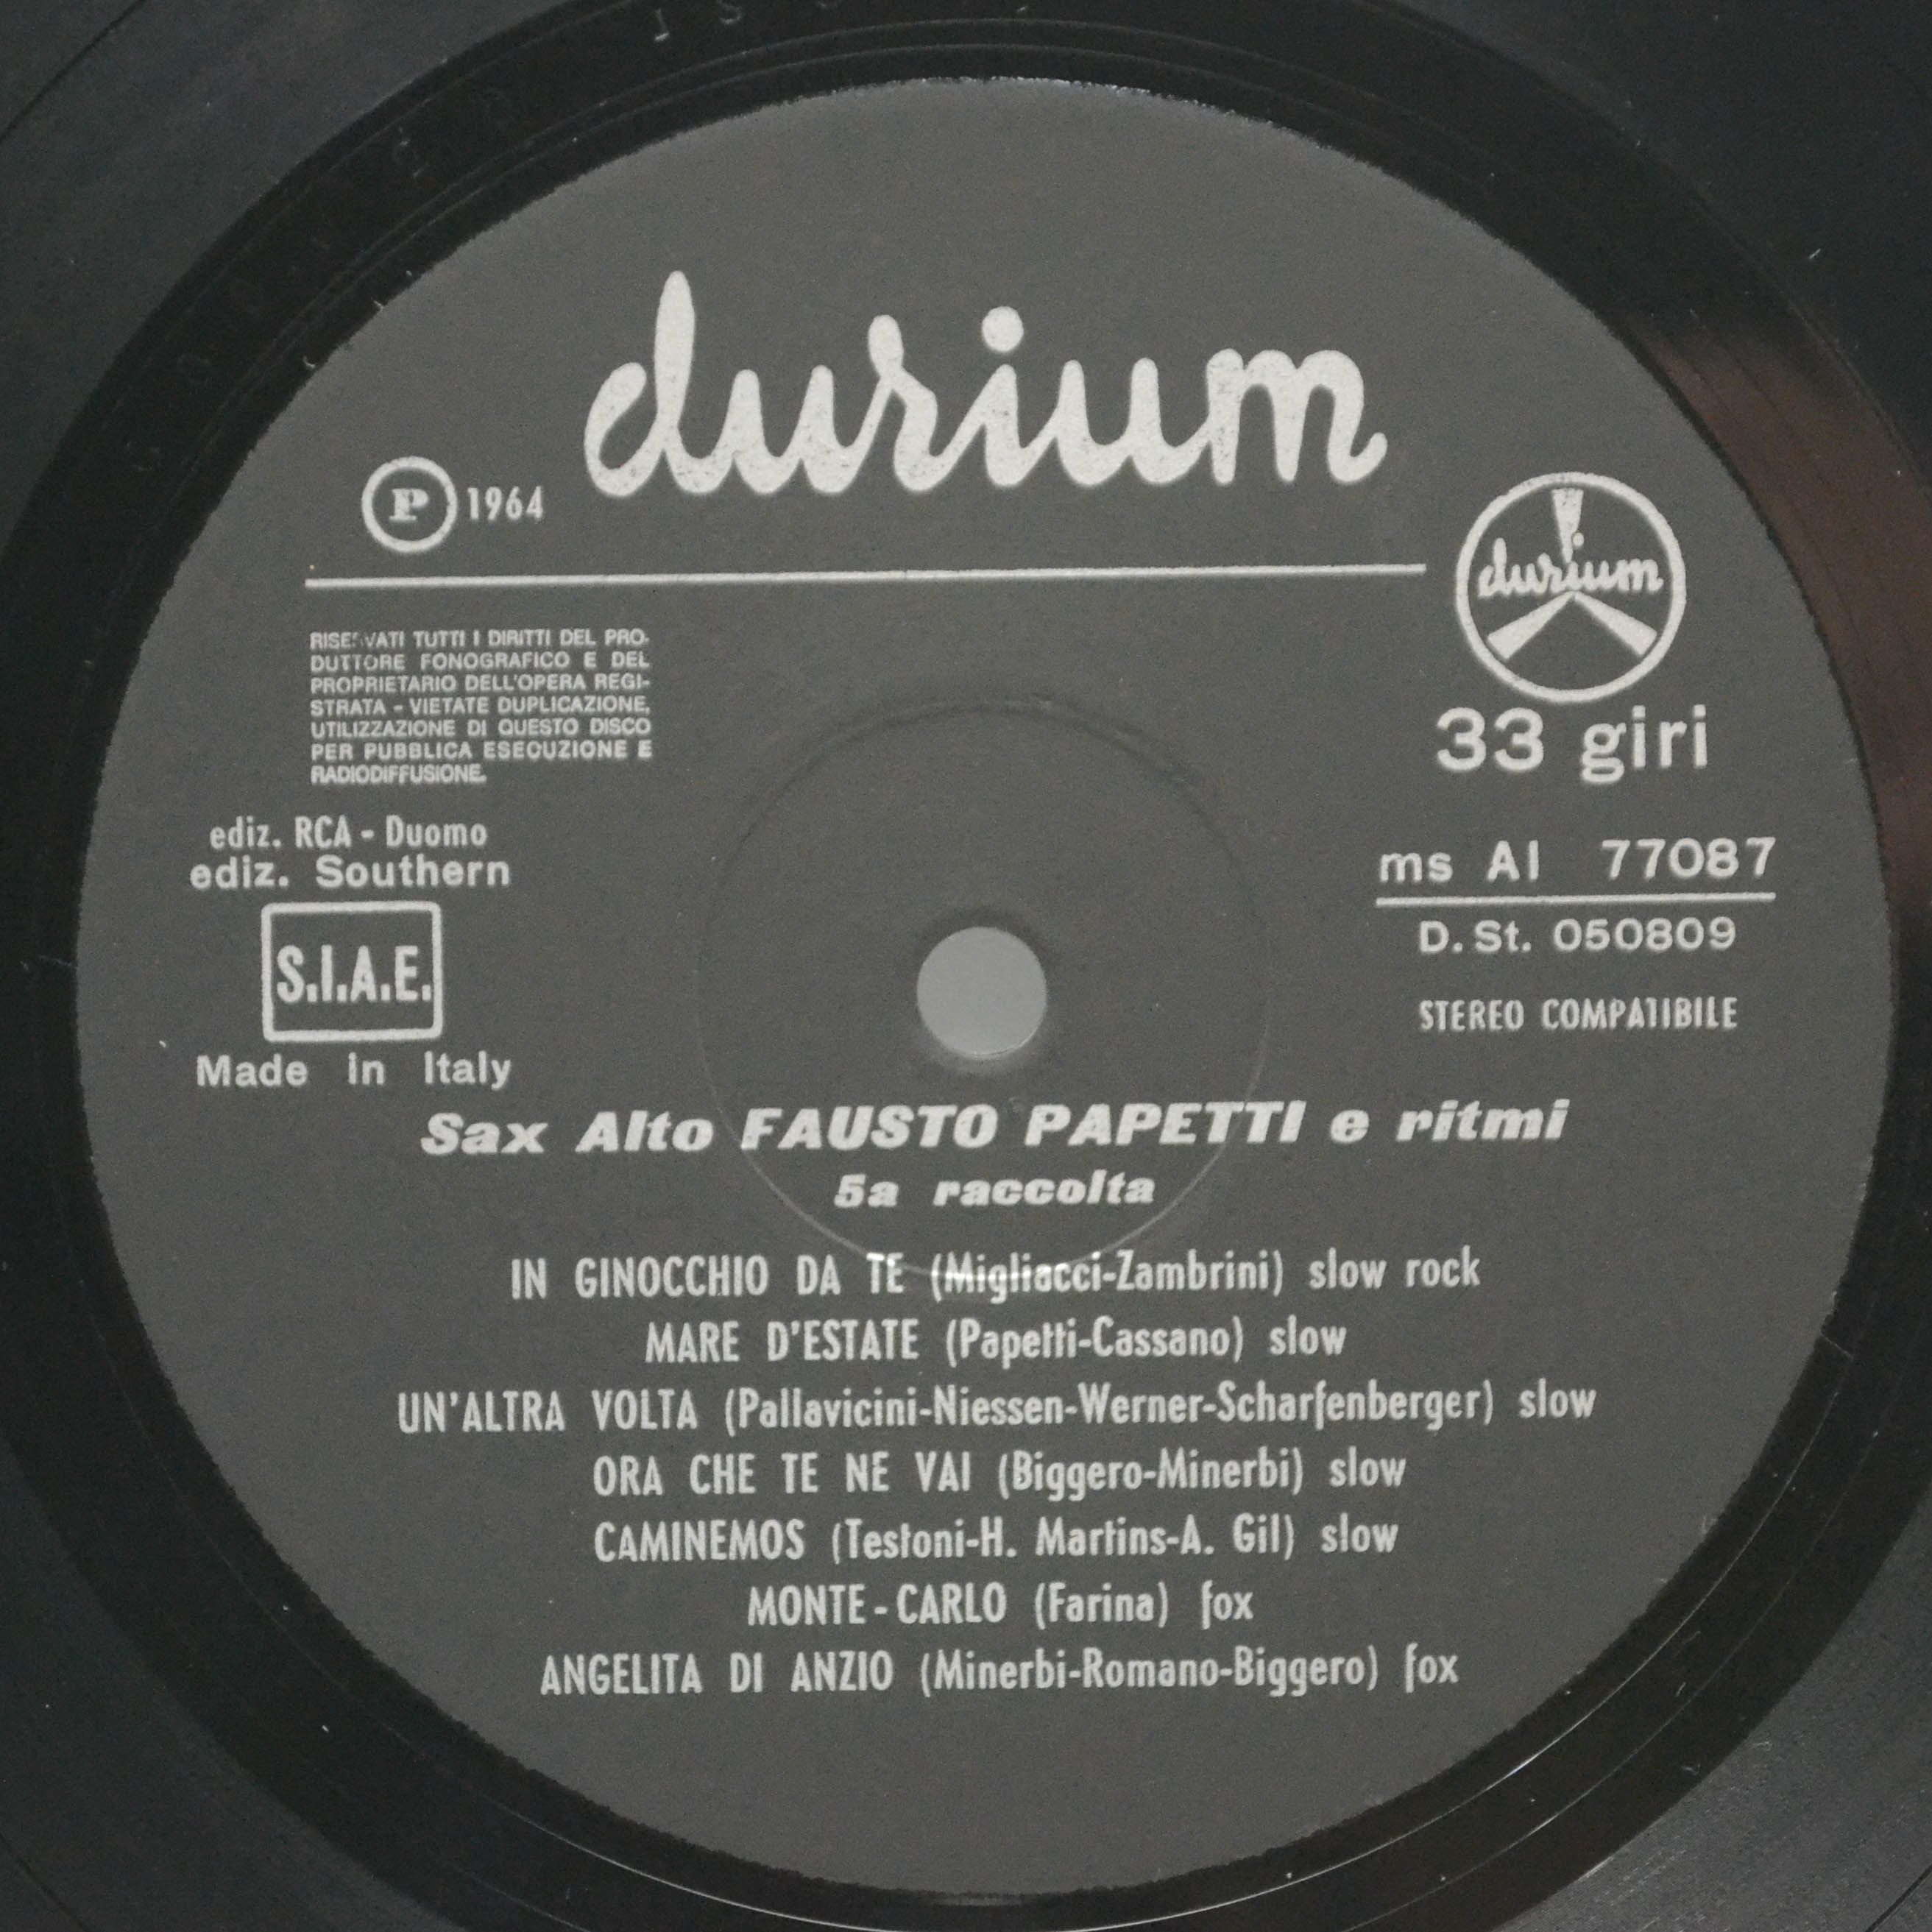 durium
P 1964
durium
33 giri
RISERVATI TUTTI I DIRITTI DEL PRO-
DUTTORE FONOGRAFICO E DEL
PROPRIETARIO DELL'OPERA REGI-
STRATA - VIETATE DUPLICAZIONE,
UTILIZZAZIONE DI QUESTO DISCO
PER PUBBLICA ESECUZIONE E
RADIODIFFUSIONE.
ediz. RCA - Duomo
ediz. Southern
S.I.A.E.
Made in Italy
ms AI 77087
D. St. 050809
STEREO COMPATIBILE
Sax Alto FAUSTO PAPETTI e ritmi
5a raccolta
IN GINOCCHIO DA TE (Migliacci-Zambrini) slow rock
MARE D'ESTATE (Papetti-Cassano) slow
UN'ALTRA VOLTA (Pallavicini-Niessen-Werner-Scharfenberger) slow
ORA CHE TE NE VAI (Biggero-Minerbi) slow
CAMINEMOS (Testoni-H. Martins-A. Gil) slow
MONTE-CARLO (Farina) fox
ANGELITA DI ANZIO (Minerbi-Romano-Biggero) fox